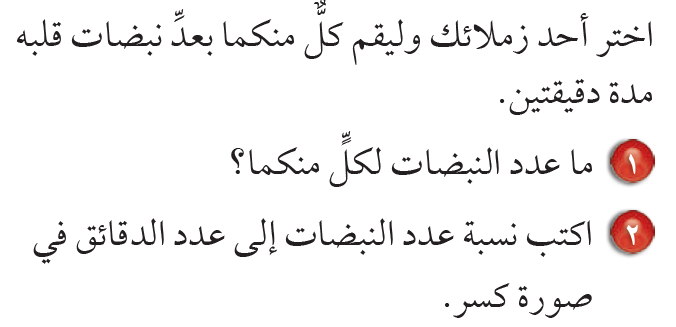 اختر أحد زملائك وليقم كلٌّ منكما بعدِّ نبضات قلبه
مدة دقيقتين.
١ ما عدد النبضات لكلٍّ منكما؟
٢ اكتب نسبة عدد النبضات إلى عدد الدقائق في
صورة كسر.